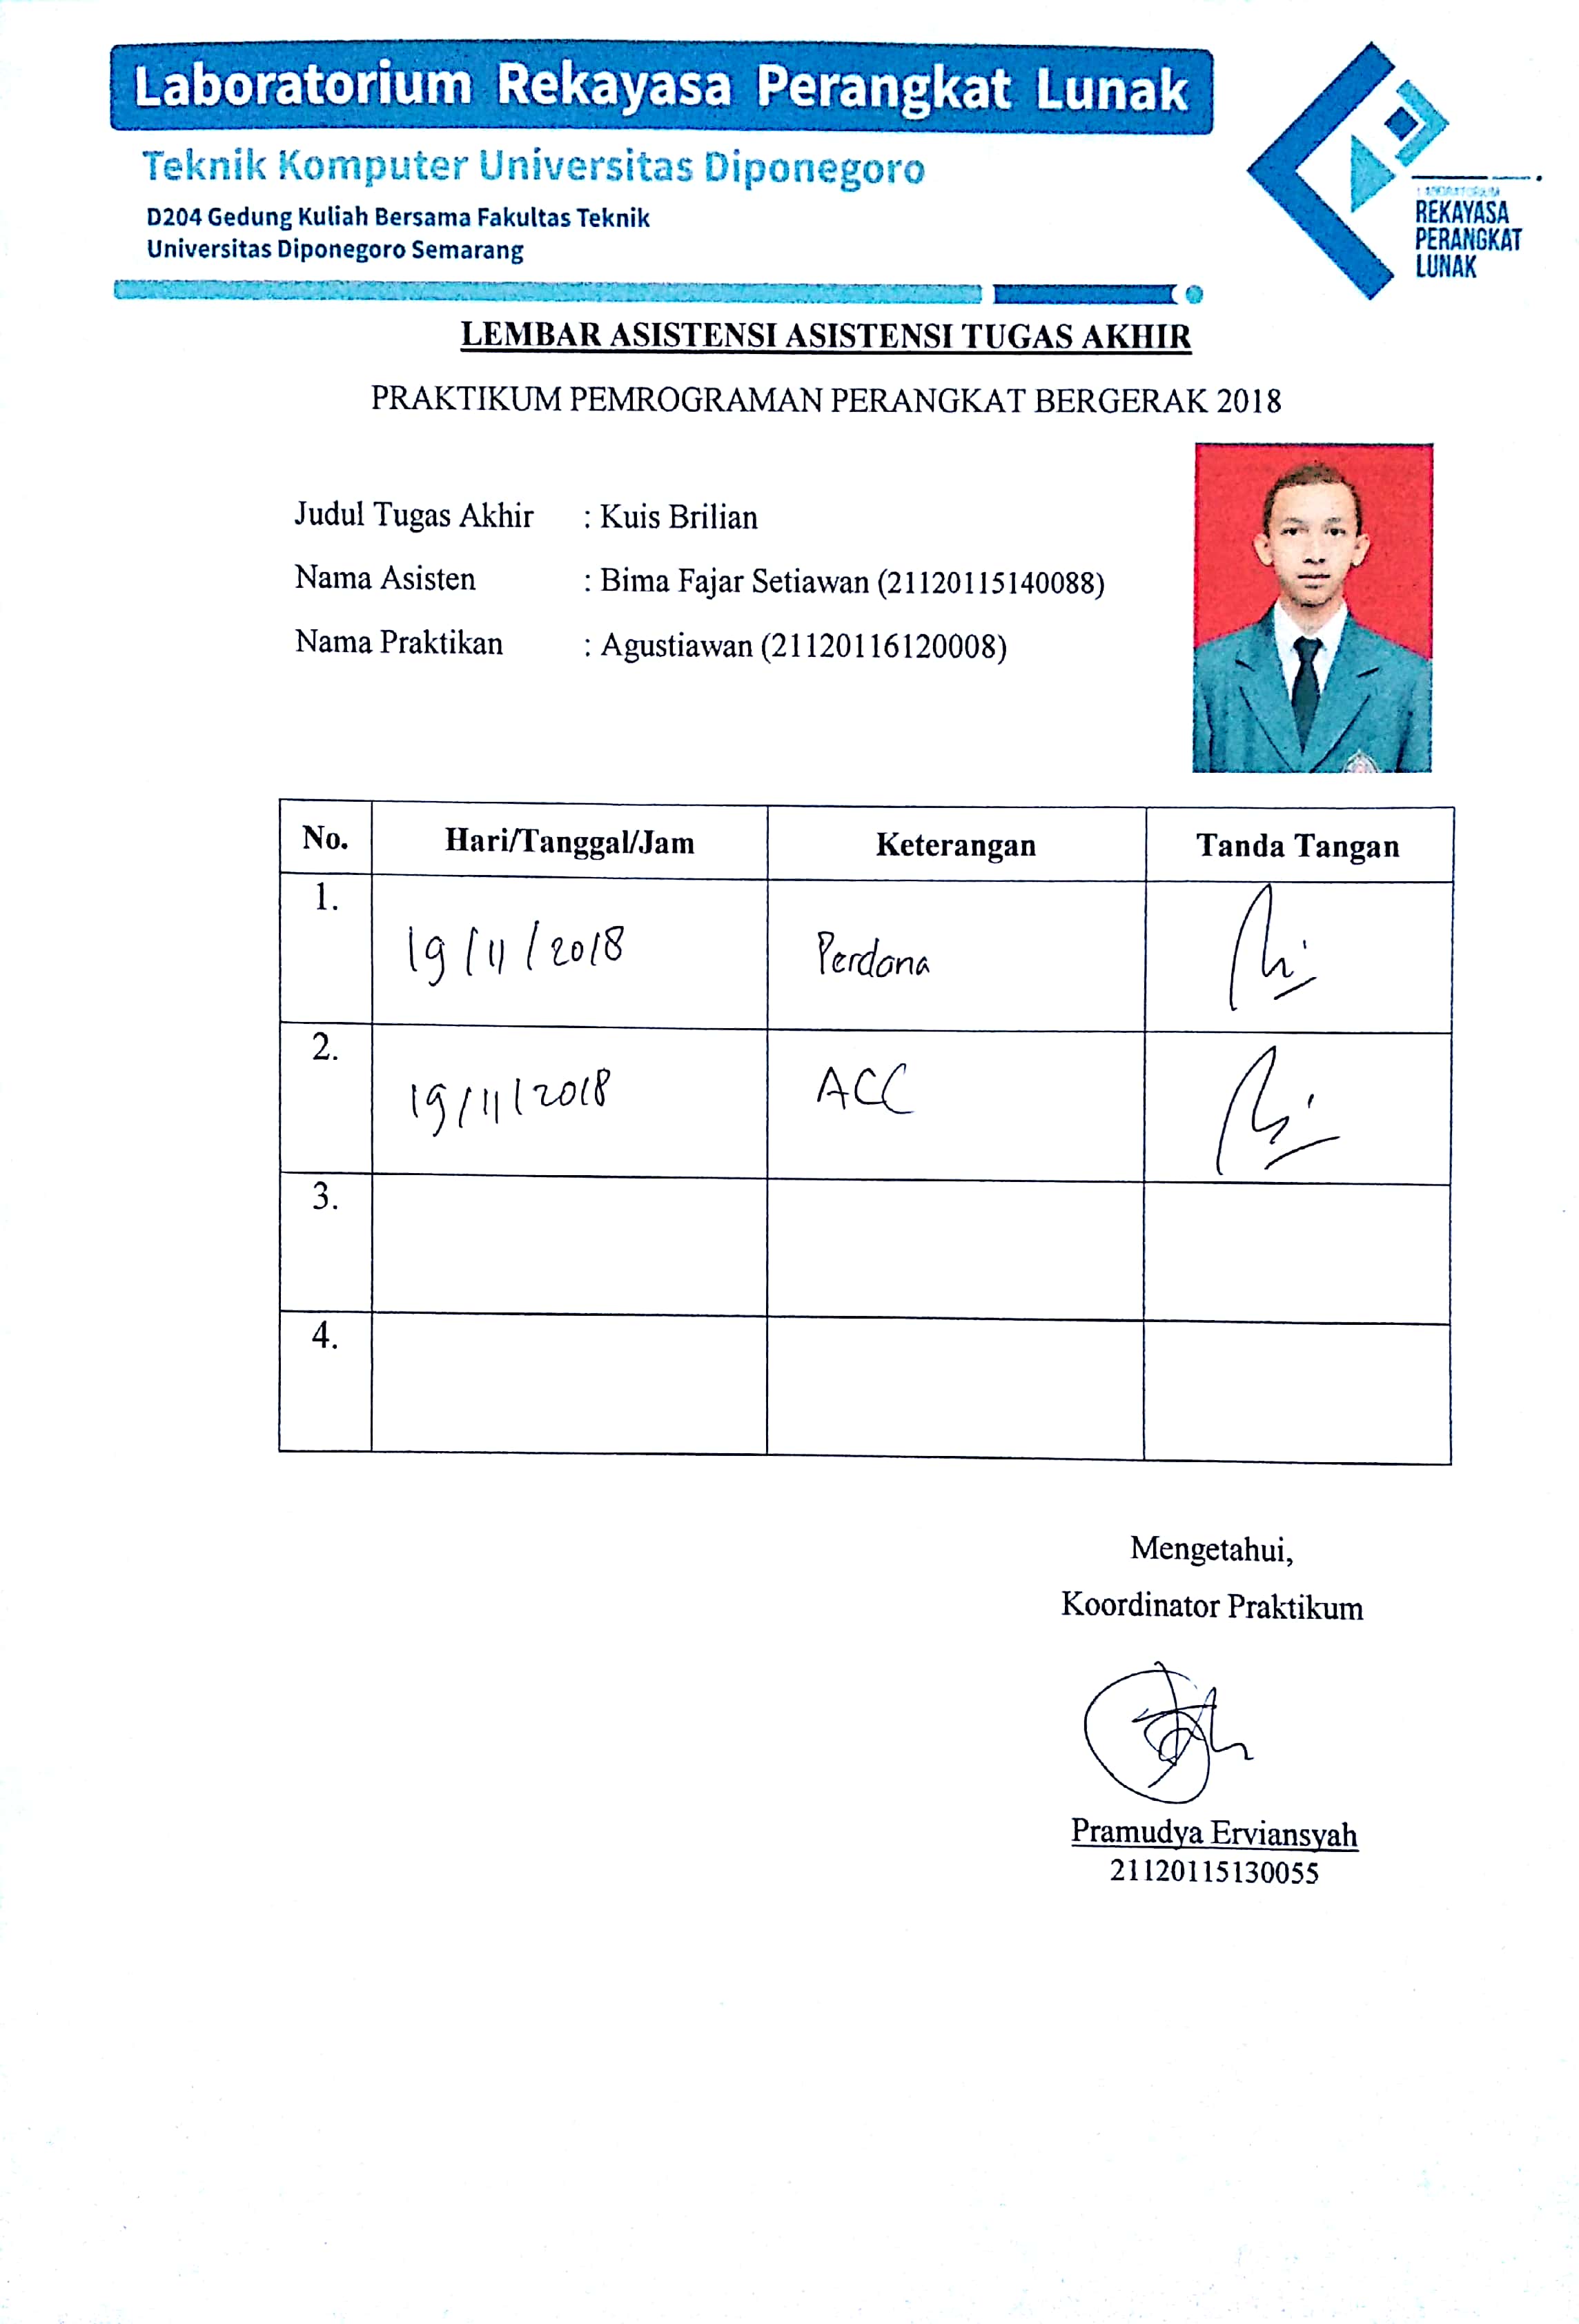 Laboratorium Rekayasa Perangkat Lunak
Teknik Komputer Universitas Diponegoro
D204 Gedung Kuliah Bersama Fakultas Teknik
Universitas Diponegoro Semarang
LABORATORIUM
REKAYASA
PERANGKAT
LUNAK
LEMBAR ASISTENSI ASISTENSI TUGAS AKHIR
PRAKTIKUM PEMROGRAMAN PERANGKAT BERGERAK 2018
Judul Tugas Akhir : Kuis Brilian
Nama Asisten : Bima Fajar Setiawan (21120115140088)
Nama Praktikan : Agustiawan (21120116120008)
No. Hari/Tanggal/Jam Keterangan Tanda Tangan
1. 19/11/2018 Perdana
2. 19/11/2018 ACC
3.
4.
Mengetahui,
Koordinator Praktikum
Pramudya Erviansyah
21120115130055